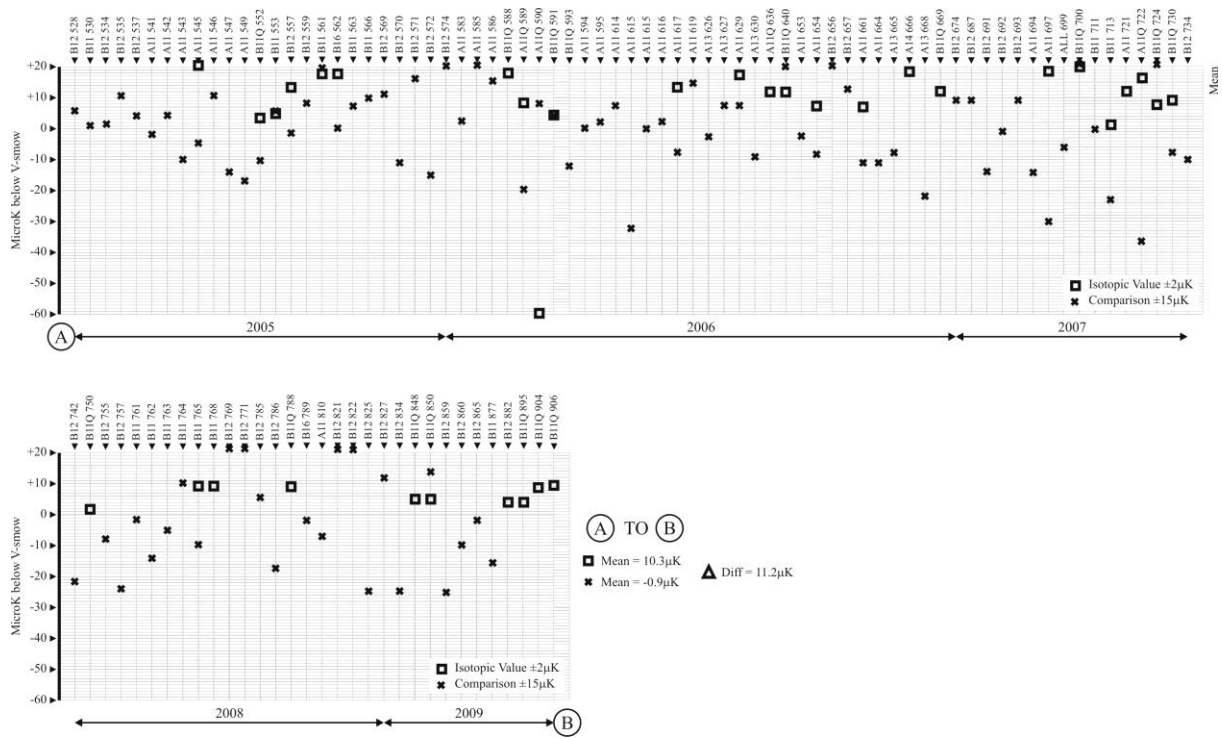 B12 528
B11 530
B12 534
B12 535
B12 537
A11 541
A11 542
A11 543
A11 545
A11 546
A11 547
A11 549
B11Q 552
B11 553
B12 557
B12 559
B11 561
B16 562
B11 563
B11 566
B12 569
B12 570
B12 571
B12 572
B12 574
A11 583
A11 585
A11 586
B11Q 588
A11Q 589
A11Q 590
B11Q 591
B11Q 593
A11 594
A11 595
A11 614
A11 615
A11 615
A11 616
A11 617
A11 619
A13 626
A13 627
A11 629
A13 630
A11Q 636
B11Q 640
A11 653
A11 654
B12 656
B12 657
A11 661
A11 664
A13 665
A14 666
A13 668
B11Q 669
B12 674
B12 687
B12 691
B12 692
B12 693
A11 694
A11 697
ALL 699
B11Q 700
B11 711
B11 713
A11 721
A11Q 722
B11Q 724
B11Q 730
B12 734
Mean
+20
+10
0
-10
-20
-30
-40
-50
-60
MicroK below V-smow
Isotopic Value ±2µK
Comparison ±15µK
A
2005
2006
2007
B12 742
B11Q 750
B12 755
B12 757
B11 761
B11 762
B11 763
B11 764
B11 765
B11 768
B12 769
B12 771
B12 785
B12 786
B11Q 788
B16 789
A11 810
B12 821
B12 822
B12 825
B12 827
B12 834
B11Q 848
B11Q 850
B12 859
B12 860
B12 865
B11 877
B12 882
B11Q 895
B11Q 904
B11Q 906
+20
+10
0
-10
-20
-30
-40
-50
-60
MicroK below V-smow
Isotopic Value ±2µK
Comparison ±15µK
2008
2009
B
A TO B
Mean = 10.3µK
Mean = -0.9µK
Diff = 11.2µK